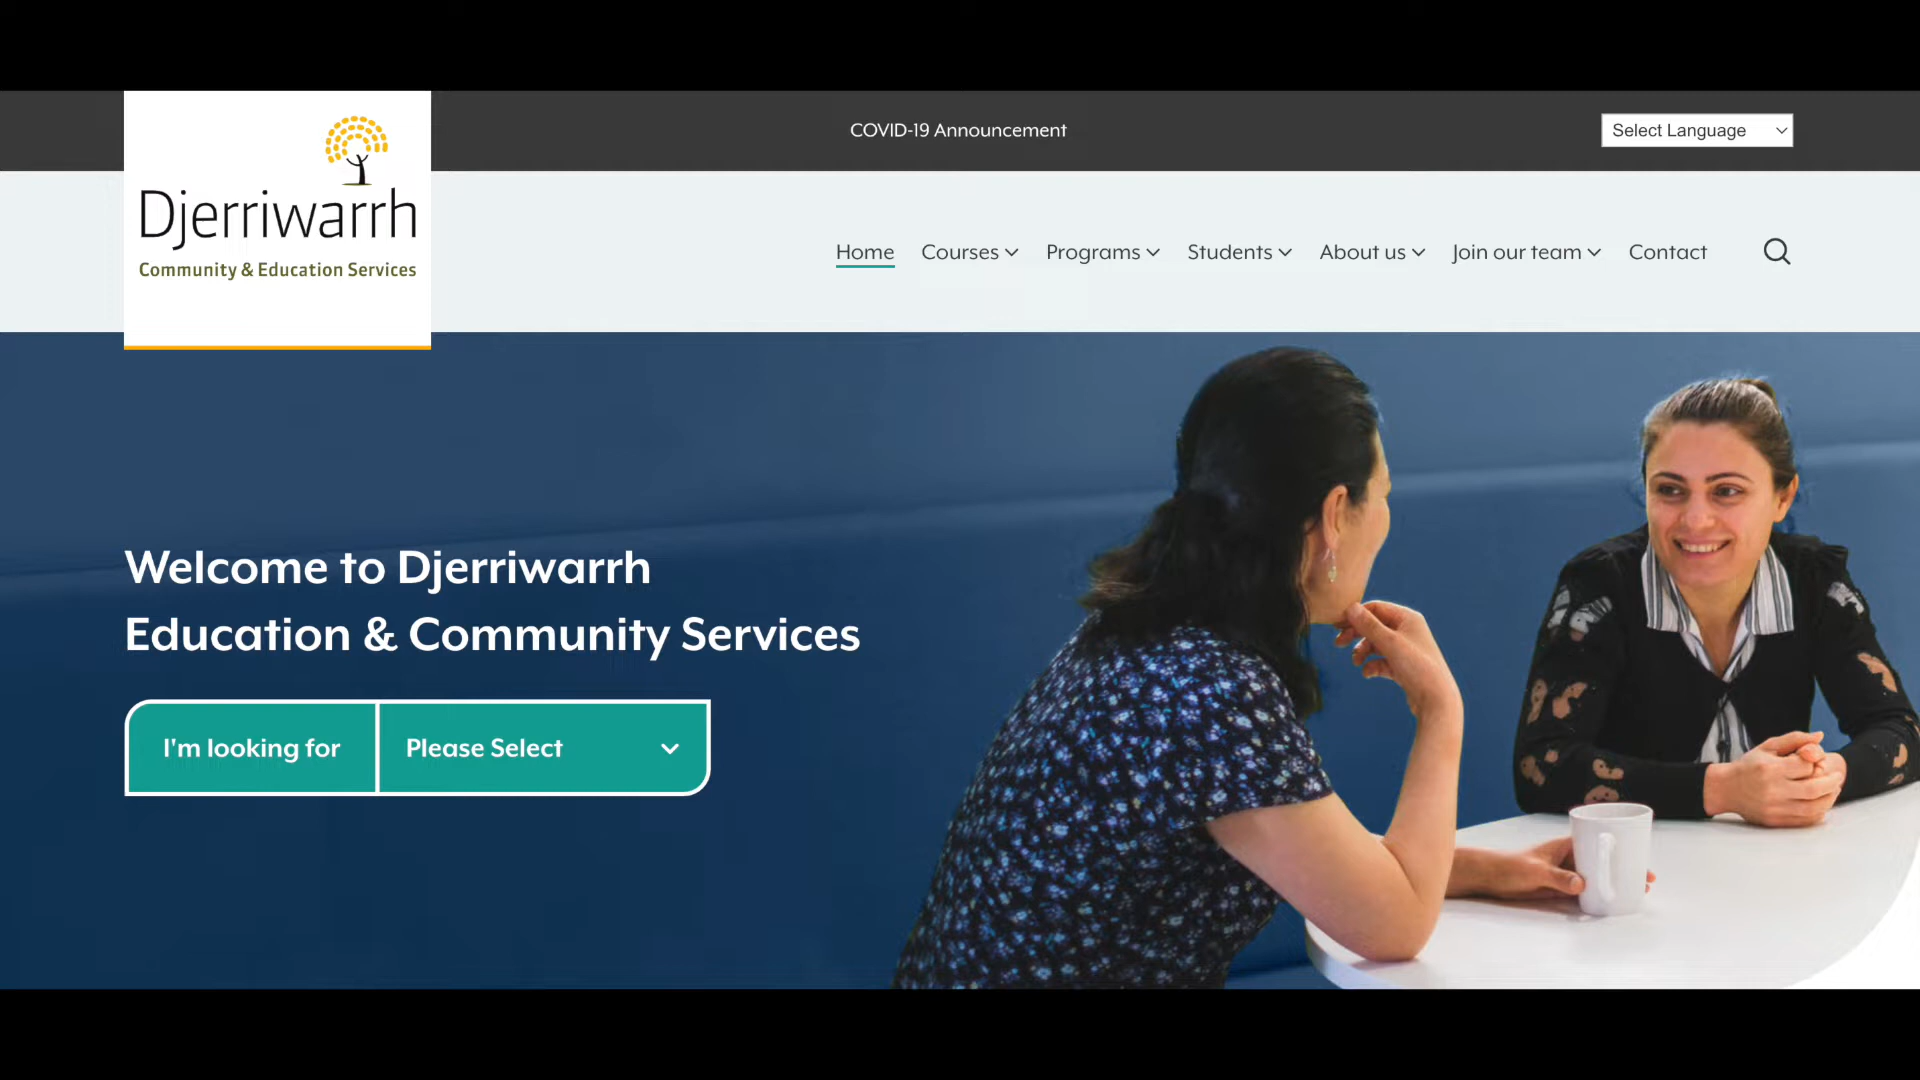 COVID-19 Announcement
Select Language
Djerriwarrh
Community & Education Services
Home Courses Programs Students About us Join our team Contact
Welcome to Djerriwarrh
Education & Community Services
I'm looking for Please Select